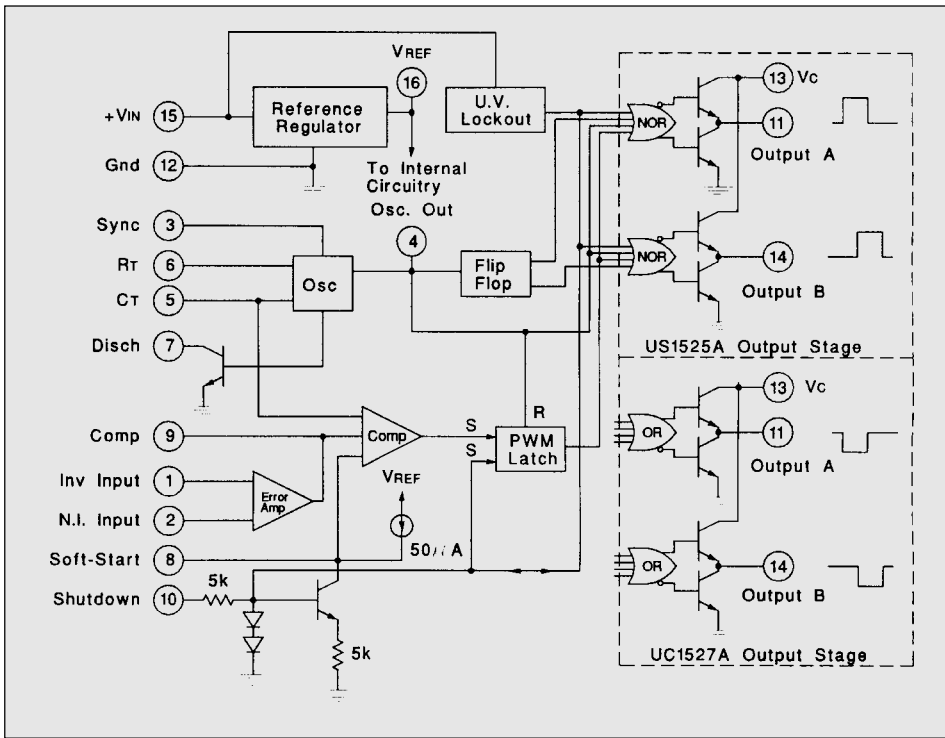 VREF
16
13 Vc
+VIN 15
Reference
Regulator
U.V.
Lockout
NOR
11
Output A
Gnd 12
To Internal
Circuitry
Osc. Out
Sync 3
4
RT 6
Osc
Flip
Flop
NOR
14
Output B
CT 5
Disch 7
US1525A Output Stage
13 Vc
Comp 9
Comp
S
R
S
PWM
Latch
OR
11
Output A
Inv Input 1
Error
Amp
VREF
N.I. Input 2
50//A
Soft-Start 8
OR
14
Output B
5k
Shutdown 10
5k
UC1527A Output Stage